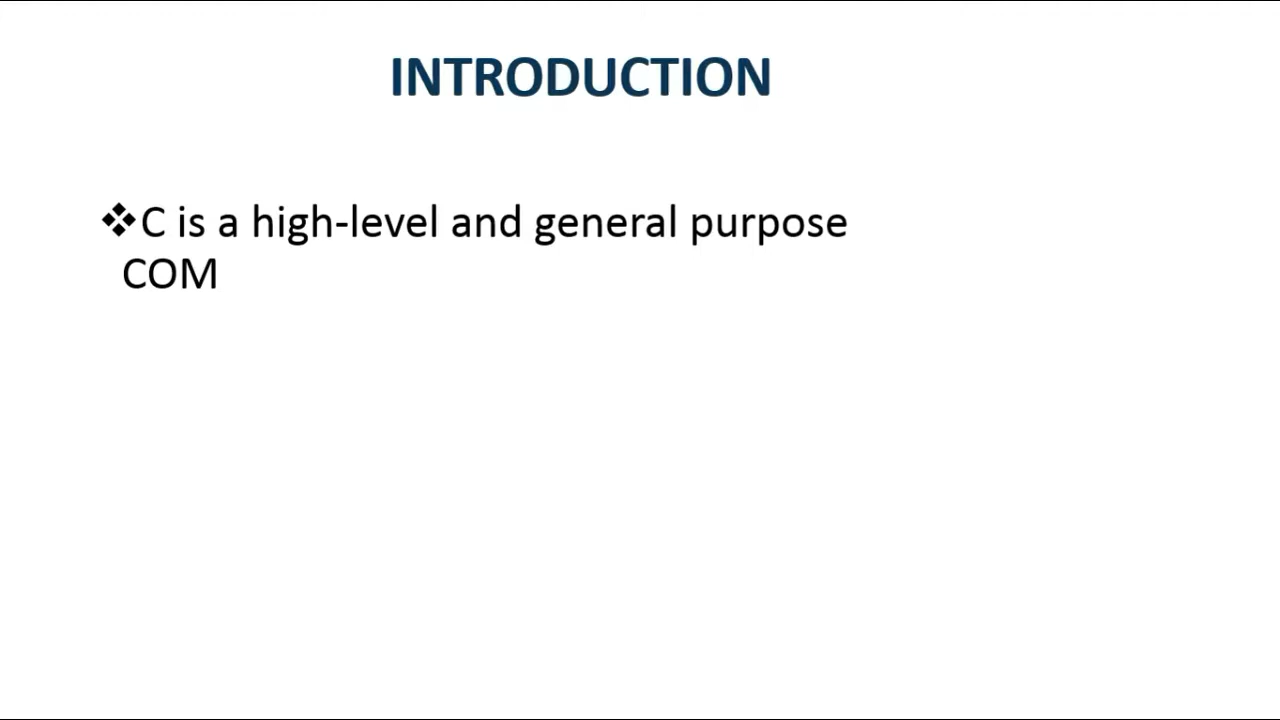 INTRODUCTION
❖C is a high-level and general purpose
COM